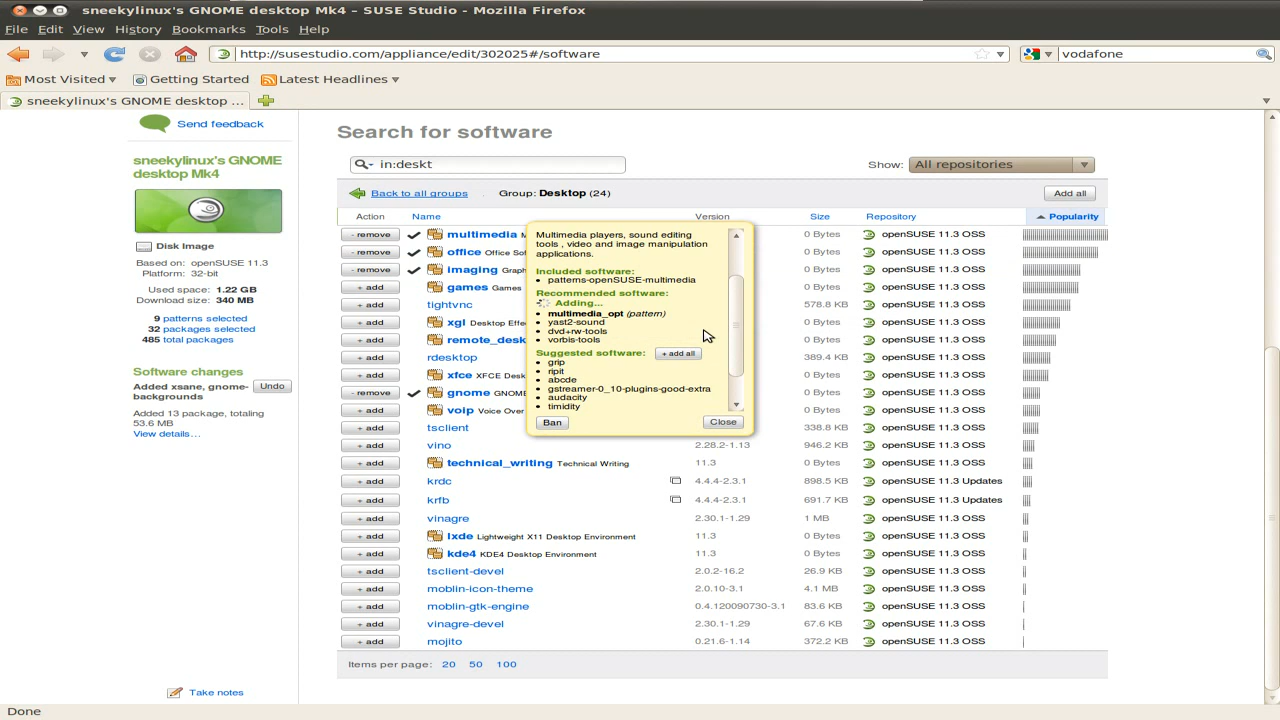 sneekylinux's GNOME desktop Mk4 – SUSE Studio - Mozilla Firefox
File Edit View History Bookmarks Tools Help
http://susestudio.com/appliance/edit/302025#/software
vodafone
Most Visited Getting Started Latest Headlines
sneekylinux's GNOME desktop ...
Send feedback
sneekylinux's GNOME
desktop Mk4
Disk Image
Based on: openSUSE 11.3
Platform: 32-bit
Used space: 1.22 GB
Download size: 340 MB
9 patterns selected
32 packages selected
485 total packages
Software changes
Added xsane, gnome-backgrounds
Undo
Added 13 package, totaling
53.6 MB
View details...
Take notes
Search for software
in:deskt
Show: All repositories
Back to all groups Group: Desktop (24) Add all
Action Name Version Size Repository Popularity
- remove multimedia M 0 Bytes openSUSE 11.3 OSS
- remove office Office Sof 0 Bytes openSUSE 11.3 OSS
- remove imaging Graph 0 Bytes openSUSE 11.3 OSS
+ add games Games 0 Bytes openSUSE 11.3 OSS
+ add tightvnc 578.8 KB openSUSE 11.3 OSS
+ add xgl Desktop Effe 0 Bytes openSUSE 11.3 OSS
+ add remote_desk 0 Bytes openSUSE 11.3 OSS
+ add rdesktop 389.4 KB openSUSE 11.3 OSS
+ add xfce XFCE Desk 0 Bytes openSUSE 11.3 OSS
- remove gnome GNOME 0 Bytes openSUSE 11.3 OSS
+ add voip Voice Over 0 Bytes openSUSE 11.3 OSS
+ add tsclient 338.8 KB openSUSE 11.3 OSS
+ add vino 2.28.2-1.13 946.2 KB openSUSE 11.3 OSS
+ add technical_writing Technical Writing 11.3 0 Bytes openSUSE 11.3 OSS
+ add krdc 4.4.4-2.3.1 898.5 KB openSUSE 11.3 Updates
+ add krfb 4.4.4-2.3.1 691.7 KB openSUSE 11.3 Updates
+ add vinagre 2.30.1-1.29 1 MB openSUSE 11.3 OSS
+ add lxde Lightweight X11 Desktop Environment 11.3 0 Bytes openSUSE 11.3 OSS
+ add kde4 KDE4 Desktop Environment 11.3 0 Bytes openSUSE 11.3 OSS
+ add tsclient-devel 2.0.2-16.2 26.9 KB openSUSE 11.3 OSS
+ add moblin-icon-theme 2.0.10-3.1 4.1 MB openSUSE 11.3 OSS
+ add moblin-gtk-engine 0.4.120090730-3.1 83.6 KB openSUSE 11.3 OSS
+ add vinagre-devel 2.30.1-1.29 67.6 KB openSUSE 11.3 OSS
+ add mojito 0.21.6-1.14 372.2 KB openSUSE 11.3 OSS
Items per page: 20 50 100
Multimedia players, sound editing
tools , video and image manipulation
applications.
Included software:
• patterns-openSUSE-multimedia
Recommended software:
Adding...
• multimedia_opt (pattern)
• yast2-sound
• dvd+rw-tools
• vorbis-tools
Suggested software: + add all
• grip
• ripit
• abcde
• gstreamer-0_10-plugins-good-extra
• audacity
• timidity
Ban Close
Done